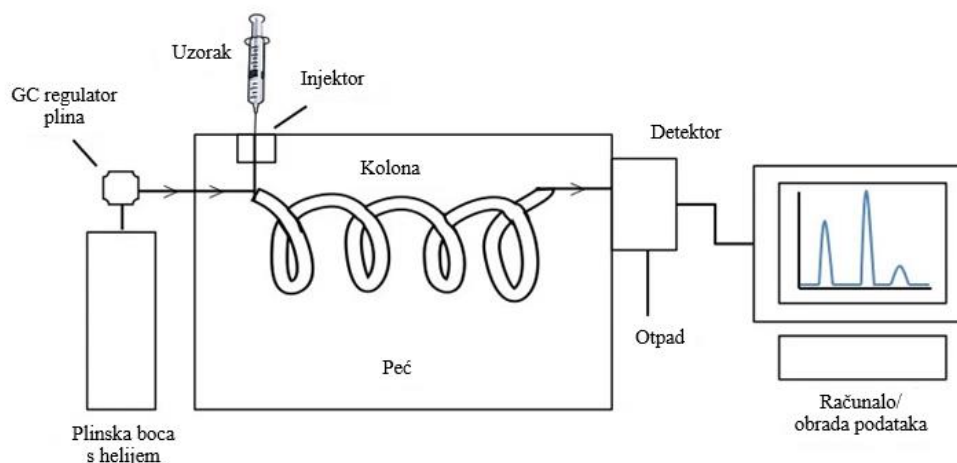 Uzorak
Injektor
GC regulator
plina
Kolona
Detektor
Peć
Otpad
Plinska boca
s helijem
Računalo/
obrada podataka